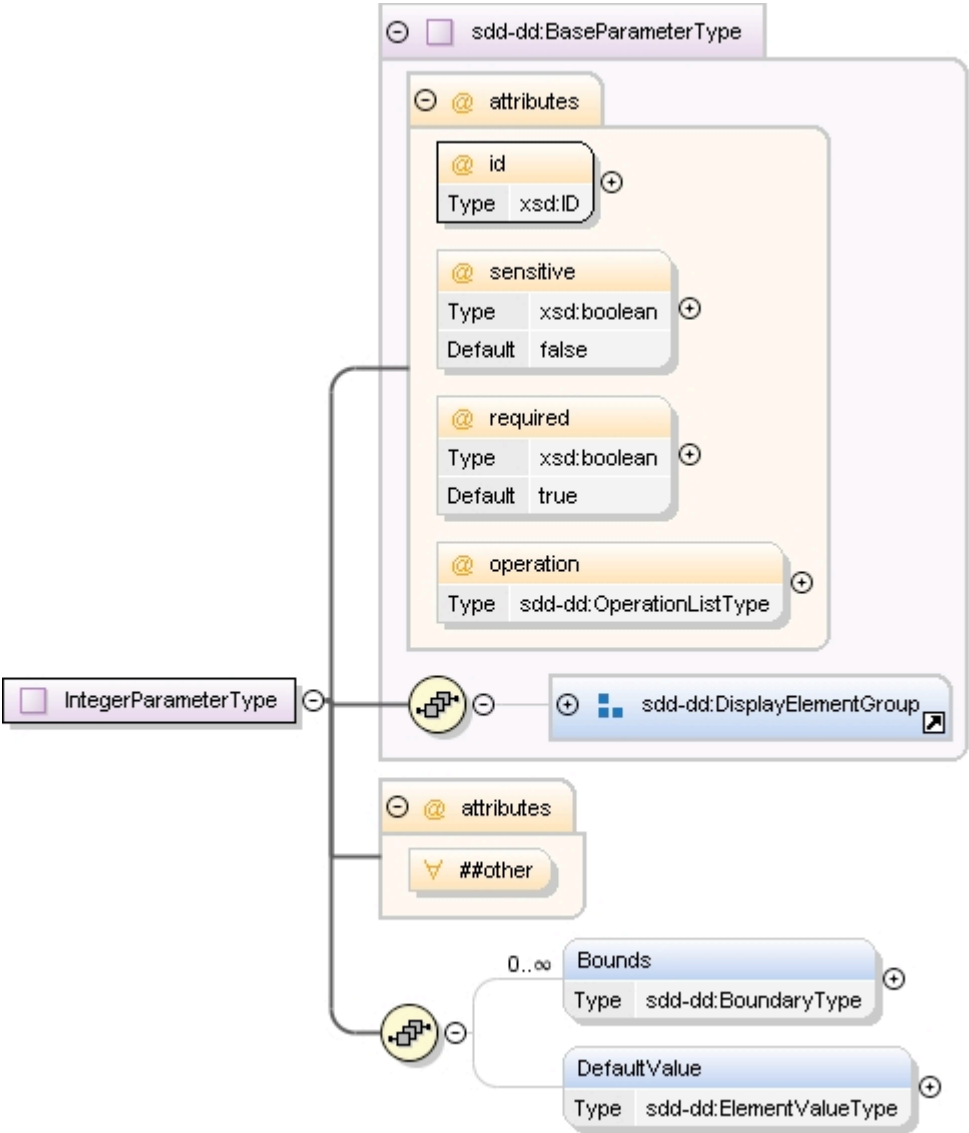 sdd-dd:BaseParameterType
@ attributes
@ id
Type xsd:ID
@ sensitive
Type xsd:boolean
Default false
@ required
Type xsd:boolean
Default true
@ operation
Type sdd-dd:OperationListType
IntegerParameterType
sdd-dd:DisplayElementGroup
@ attributes
∀ ##other
0..∞
Bounds
Type sdd-dd:BoundaryType
DefaultValue
Type sdd-dd:ElementValueType